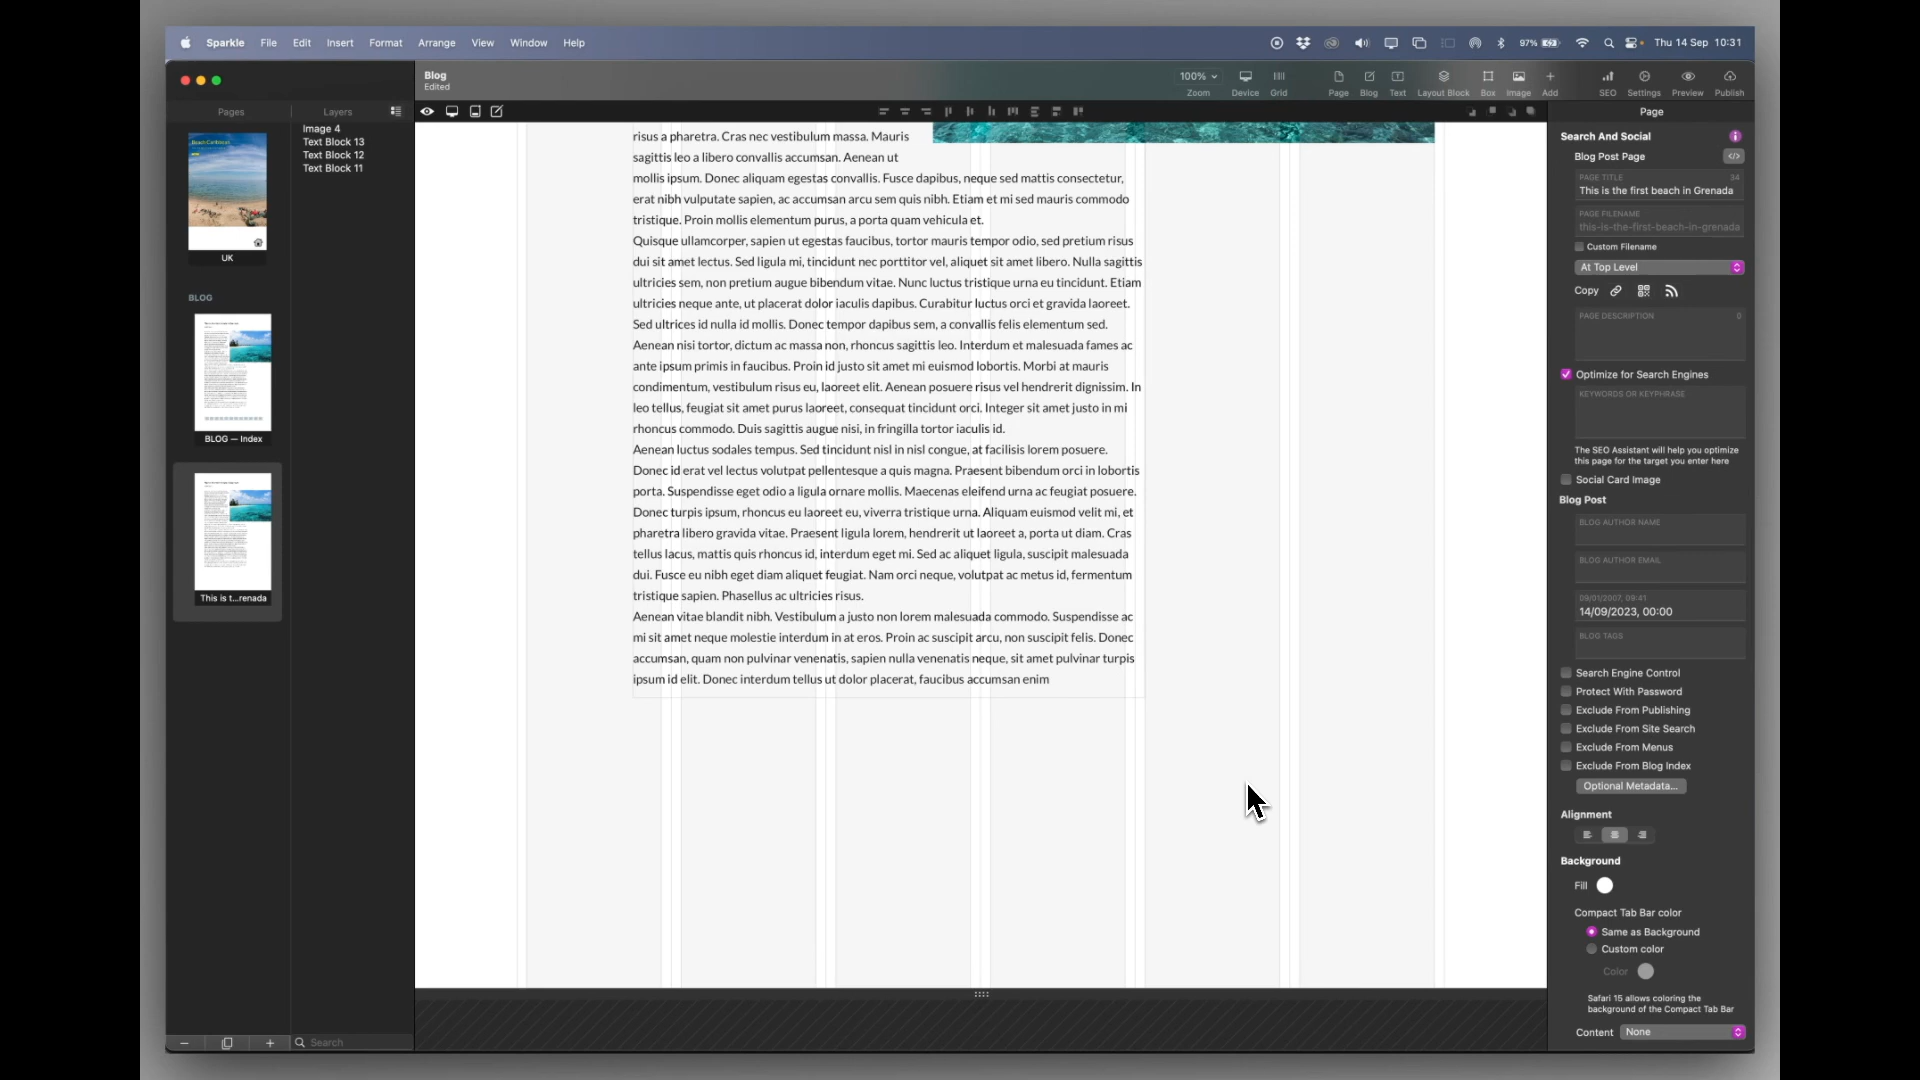 Sparkle File Edit Insert Format Arrange View Window Help
97% Thu 14 Sep 10:31
Blog
Edited
100%
Zoom Device Grid Page Blog Text Layout Block Box Image Add SEO Settings Preview Publish
Pages Layers
Page
UK
BLOG
BLOG — Index
This is t...renada
Image 4
Text Block 13
Text Block 12
Text Block 11
Search
risus a pharetra. Cras nec vestibulum massa. Mauris
sagittis leo a libero convallis accumsan. Aenean ut
mollis ipsum. Donec aliquam egestas convallis. Fusce dapibus, neque sed mattis consectetur,
erat nibh vulputate sapien, ac accumsan arcu sem quis nibh. Etiam et mi sed mauris commodo
tristique. Proin mollis elementum purus, a porta quam vehicula et.
Quisque ullamcorper, sapien ut egestas faucibus, tortor mauris tempor odio, sed pretium risus
dui sit amet lectus. Sed ligula mi, tincidunt nec porttitor vel, aliquet sit amet libero. Nulla sagittis
ultricies sem, non pretium augue bibendum vitae. Nunc luctus tristique urna eu tincidunt. Etiam
ultricies neque ante, ut placerat dolor iaculis dapibus. Curabitur luctus orci et gravida laoreet.
Sed ultrices id nulla id mollis. Donec tempor dapibus sem, a convallis felis elementum sed.
Aenean nisi tortor, dictum ac massa non, rhoncus sagittis leo. Interdum et malesuada fames ac
ante ipsum primis in faucibus. Proin id justo sit amet mi euismod lobortis. Morbi at mauris
condimentum, vestibulum risus eu, laoreet elit. Aenean posuere risus vel hendrerit dignissim. In
leo tellus, feugiat sit amet purus laoreet, consequat tincidunt orci. Integer sit amet justo in mi
rhoncus commodo. Duis sagittis augue nisi, in fringilla tortor iaculis id.
Aenean luctus sodales tempus. Sed tincidunt nisl in nisl congue, at facilisis lorem posuere.
Donec id erat vel lectus volutpat pellentesque a quis magna. Praesent bibendum orci in lobortis
porta. Suspendisse eget odio a ligula ornare mollis. Maecenas eleifend urna ac feugiat posuere.
Donec turpis ipsum, rhoncus eu laoreet eu, viverra tristique urna. Aliquam euismod velit mi, et
pharetra libero gravida vitae. Praesent ligula lorem, hendrerit ut laoreet a, porta ut diam. Cras
tellus lacus, mattis quis rhoncus id, interdum eget mi. Sed ac aliquet ligula, suscipit malesuada
dui. Fusce eu nibh eget diam aliquet feugiat. Nam orci neque, volutpat ac metus id, fermentum
tristique sapien. Phasellus ac ultricies risus.
Aenean vitae blandit nibh. Vestibulum a justo non lorem malesuada commodo. Suspendisse ac
mi sit amet neque molestie interdum in at eros. Proin ac suscipit arcu, non suscipit felis. Donec
accumsan, quam non pulvinar venenatis, sapien nulla venenatis neque, sit amet pulvinar turpis
ipsum id elit. Donec interdum tellus ut dolor placerat, faucibus accumsan enim
Search And Social
Blog Post Page
PAGE TITLE 34
This is the first beach in Grenada
PAGE FILENAME
this-is-the-first-beach-in-grenada
Custom Filename
At Top Level
Copy
PAGE DESCRIPTION 0
Optimize for Search Engines
KEYWORDS OR KEYPHRASE
The SEO Assistant will help you optimize
this page for the target you enter here
Social Card Image
Blog Post
BLOG AUTHOR NAME
BLOG AUTHOR EMAIL
09/01/2007, 09:41
14/09/2023, 00:00
BLOG TAGS
Search Engine Control
Protect With Password
Exclude From Publishing
Exclude From Site Search
Exclude From Menus
Exclude From Blog Index
Optional Metadata...
Alignment
Background
Fill
Compact Tab Bar color
Same as Background
Custom color
Color
Safari 15 allows coloring the
background of the Compact Tab Bar
Content None